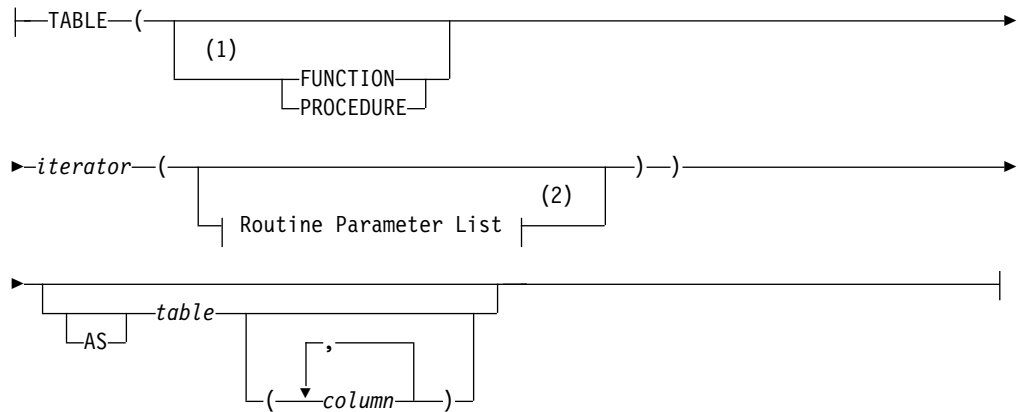 TABLE (
(1)
FUNCTION
PROCEDURE
iterator ( ) )
(2)
Routine Parameter List
table
AS
,
( column )